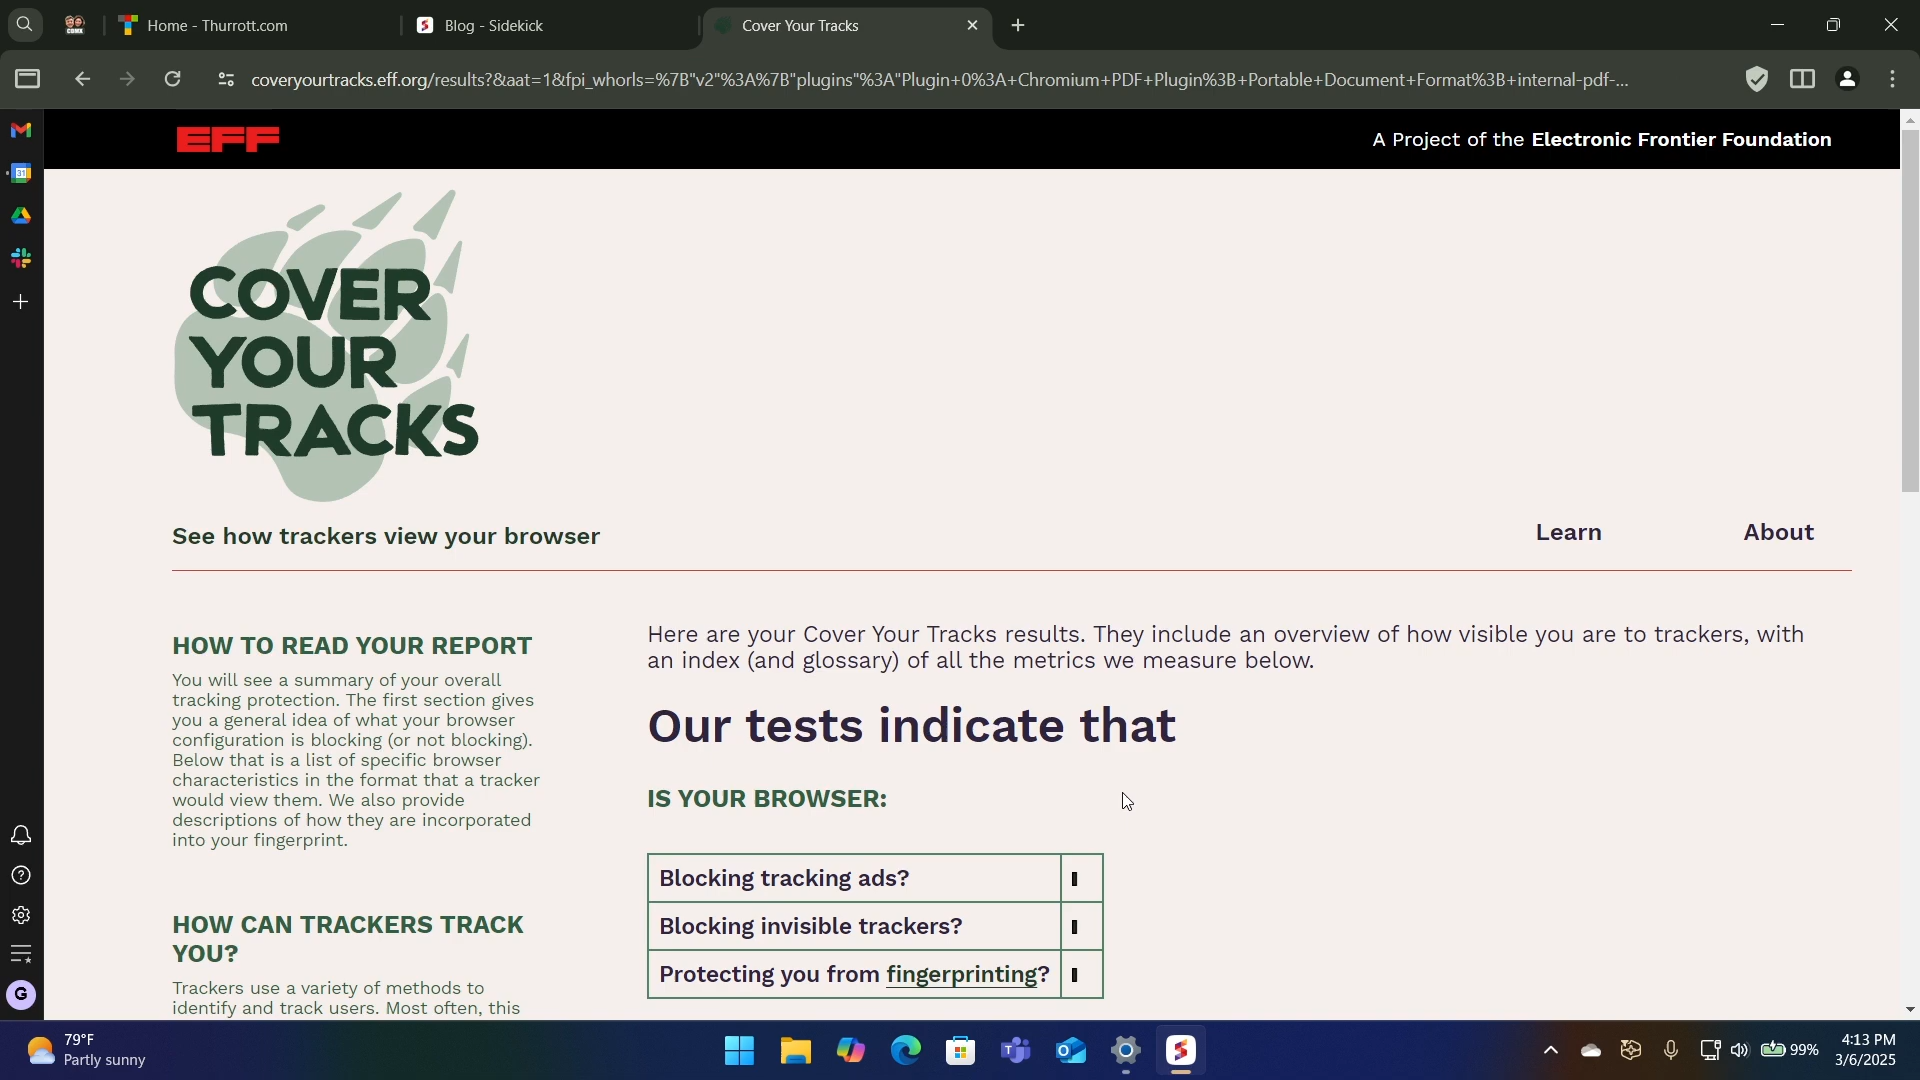 Home - Thurrott.com
Blog - Sidekick
Cover Your Tracks
coveryourtracks.eff.org/results?&aat=1&fpi_whorls=%7B"v2"%3A%7B"plugins"%3A"Plugin+0%3A+Chromium+PDF+Plugin%3B+Portable+Document+Format%3B+internal-pdf-...
EFF
A Project of the Electronic Frontier Foundation
COVER
YOUR
TRACKS
See how trackers view your browser
Learn
About
HOW TO READ YOUR REPORT
You will see a summary of your overall
tracking protection. The first section gives
you a general idea of what your browser
configuration is blocking (or not blocking).
Below that is a list of specific browser
characteristics in the format that a tracker
would view them. We also provide
descriptions of how they are incorporated
into your fingerprint.
HOW CAN TRACKERS TRACK
YOU?
Trackers use a variety of methods to
identify and track users. Most often, this
Here are your Cover Your Tracks results. They include an overview of how visible you are to trackers, with
an index (and glossary) of all the metrics we measure below.
Our tests indicate that
IS YOUR BROWSER:
Blocking tracking ads?
Blocking invisible trackers?
Protecting you from fingerprinting?
31
G
79°F
Partly sunny
99%
4:13 PM
3/6/2025